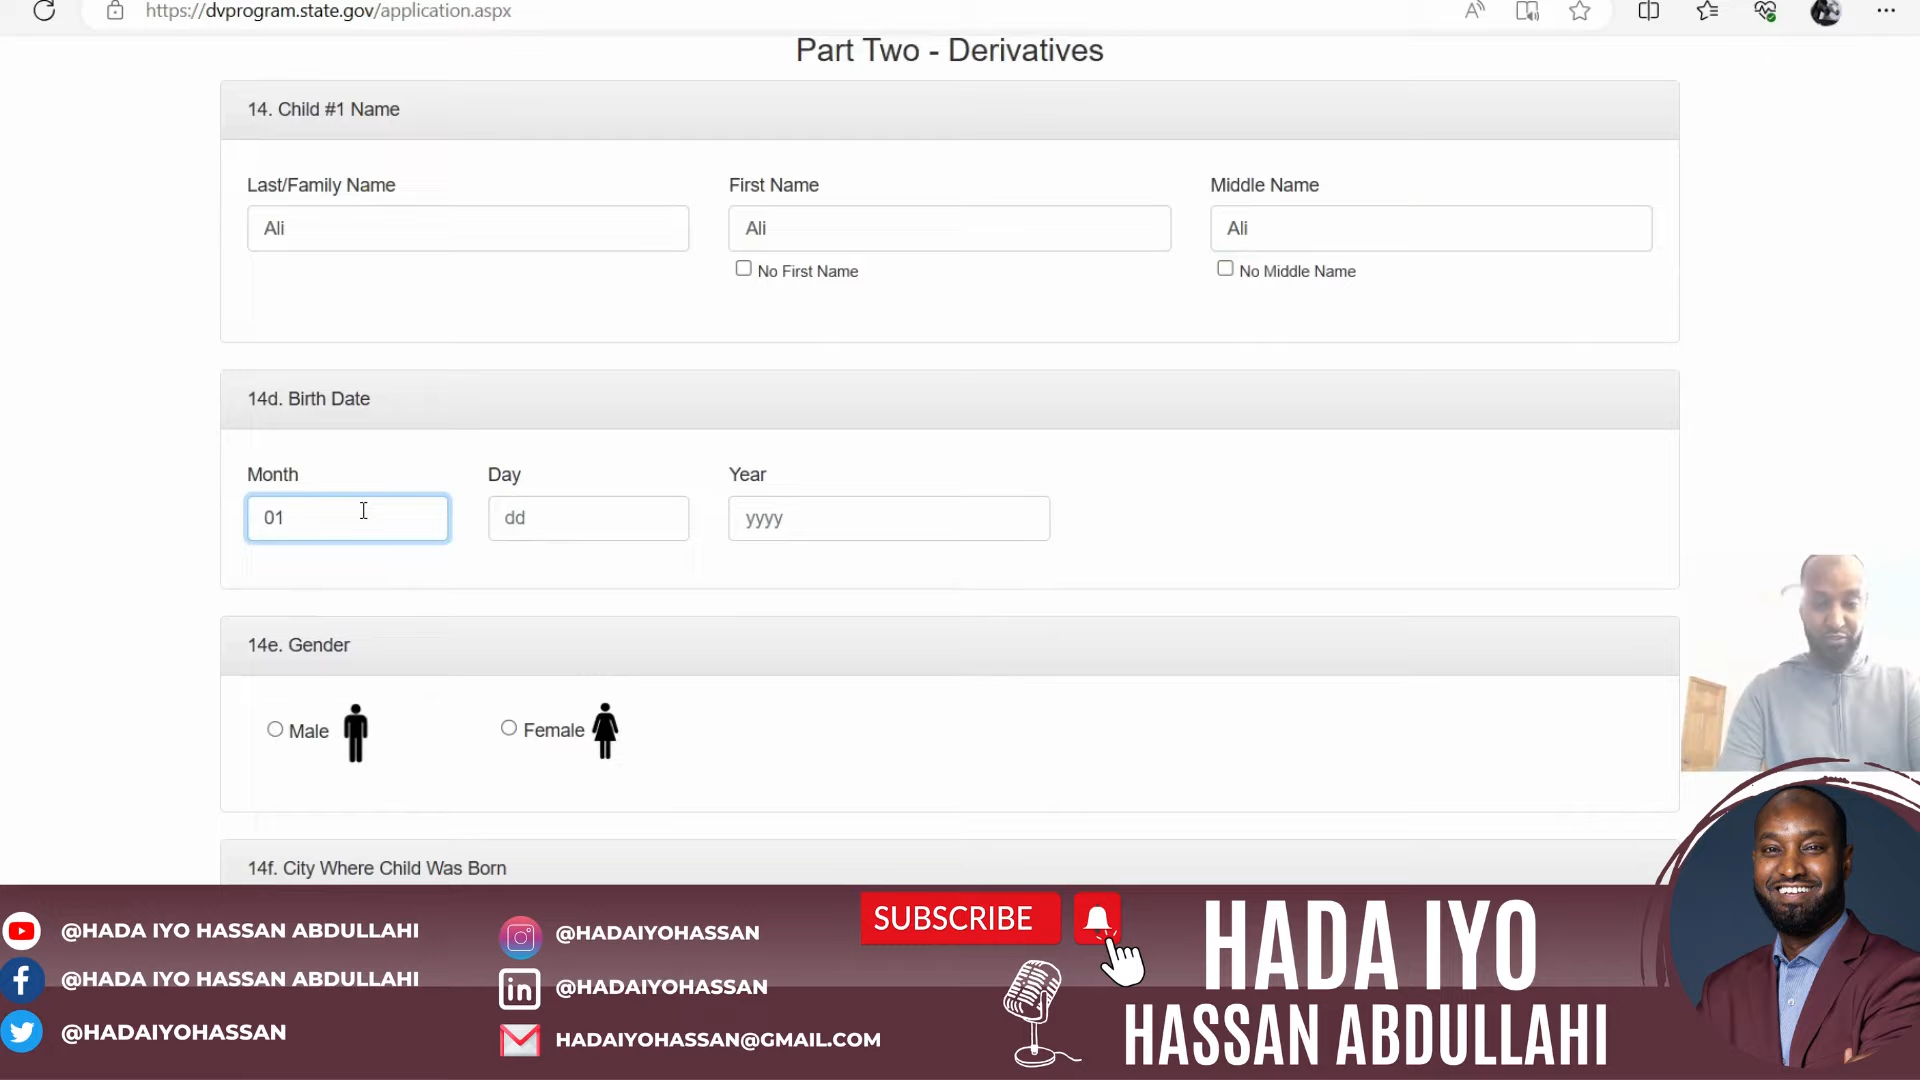 https://dvprogram.state.gov/application.aspx
Part Two - Derivatives
14. Child #1 Name
Last/Family Name
First Name
Middle Name
Ali
Ali
Ali
No First Name
No Middle Name
14d. Birth Date
Month
Day
Year
01
dd
yyyy
14e. Gender
Male
Female
14f. City Where Child Was Born
@HADA IYO HASSAN ABDULLAHI
@HADA IYO HASSAN ABDULLAHI
@HADAIYOHASSAN
@HADAIYOHASSAN
@HADAIYOHASSAN
HADAIYOHASSAN@GMAIL.COM
SUBSCRIBE
HADA IYO
HASSAN ABDULLAHI